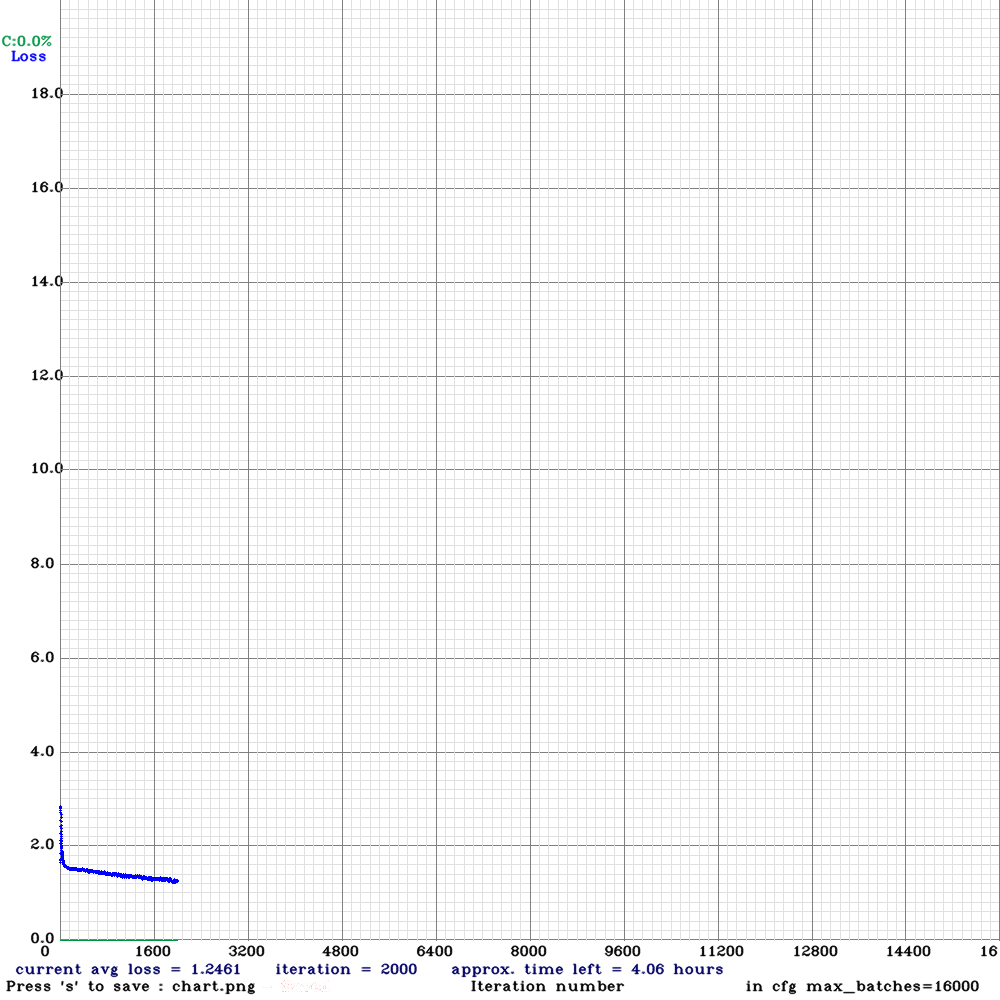 C:0.0%
Loss
18.0
16.0
14.0
12.0
10.0
8.0
6.0
4.0
2.0
0.0
0 1600 3200 4800 6400 8000 9600 11200 12800 14400 16
current avg loss = 1.2461 iteration = 2000 approx. time left = 4.06 hours
Press 's' to save : chart.png Iteration number in cfg max_batches=16000